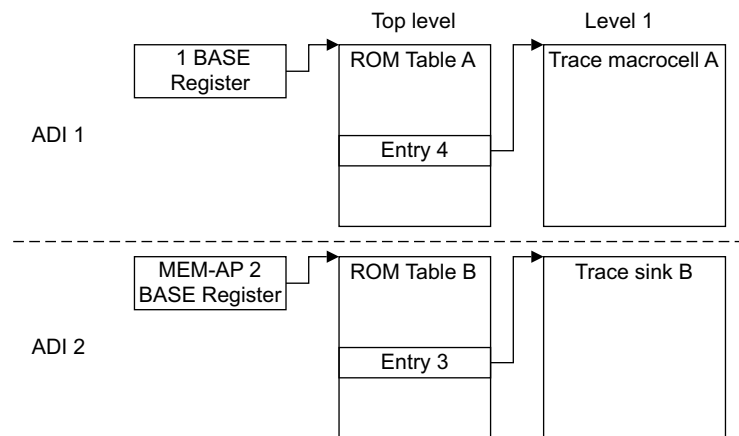 Top level
Level 1
1 BASE
Register
ROM Table A
Trace macrocell A
ADI 1
Entry 4
MEM-AP 2
BASE Register
ROM Table B
Trace sink B
ADI 2
Entry 3